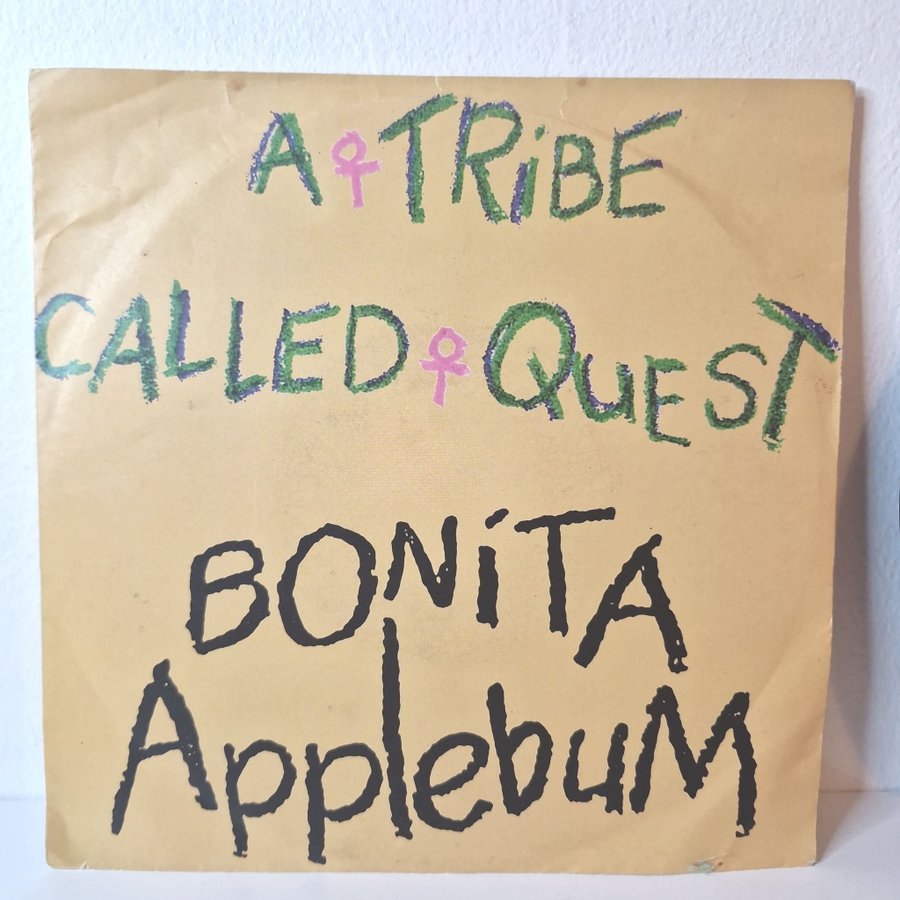 A ☥ TRiBE
CALLED ☥ QuEST
BONiTA
ApplebuM